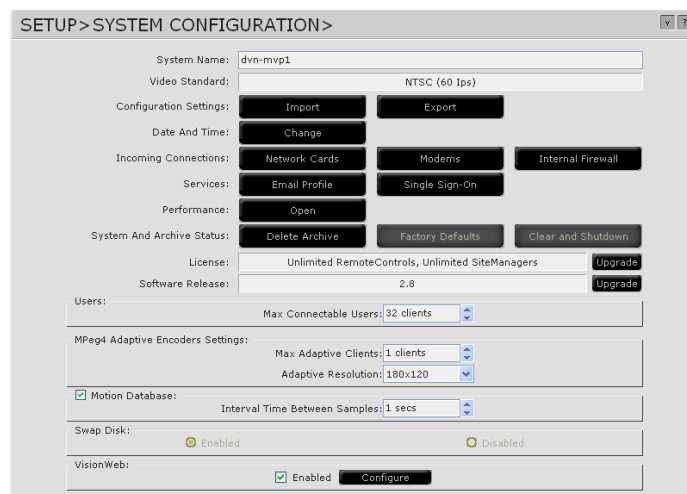 SETUP>SYSTEM CONFIGURATION>
v ?
System Name: dvn-mvp1
Video Standard: NTSC (60 Ips)
Configuration Settings: Import Export
Date And Time: Change
Incoming Connections: Network Cards Modems Internal Firewall
Services: Email Profile Single Sign-On
Performance: Open
System And Archive Status: Delete Archive Factory Defaults Clear and Shutdown
License: Unlimited RemoteControls, Unlimited SiteManagers Upgrade
Software Release: 2.8 Upgrade
Users:
Max Connectable Users: 32 clients
MPeg4 Adaptive Encoders Settings:
Max Adaptive Clients: 1 clients
Adaptive Resolution: 180x120
Motion Database:
Interval Time Between Samples: 1 secs
Swap Disk:
Enabled Disabled
VisionWeb:
Enabled Configure